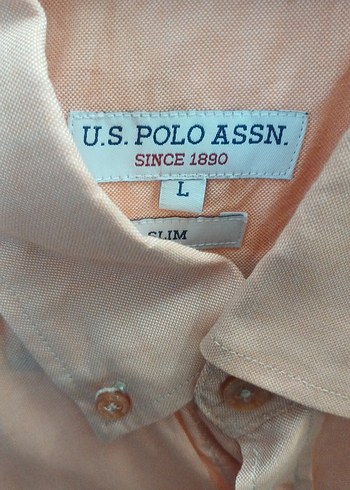 U.S. POLO ASSN.
SINCE 1890
L
SLIM